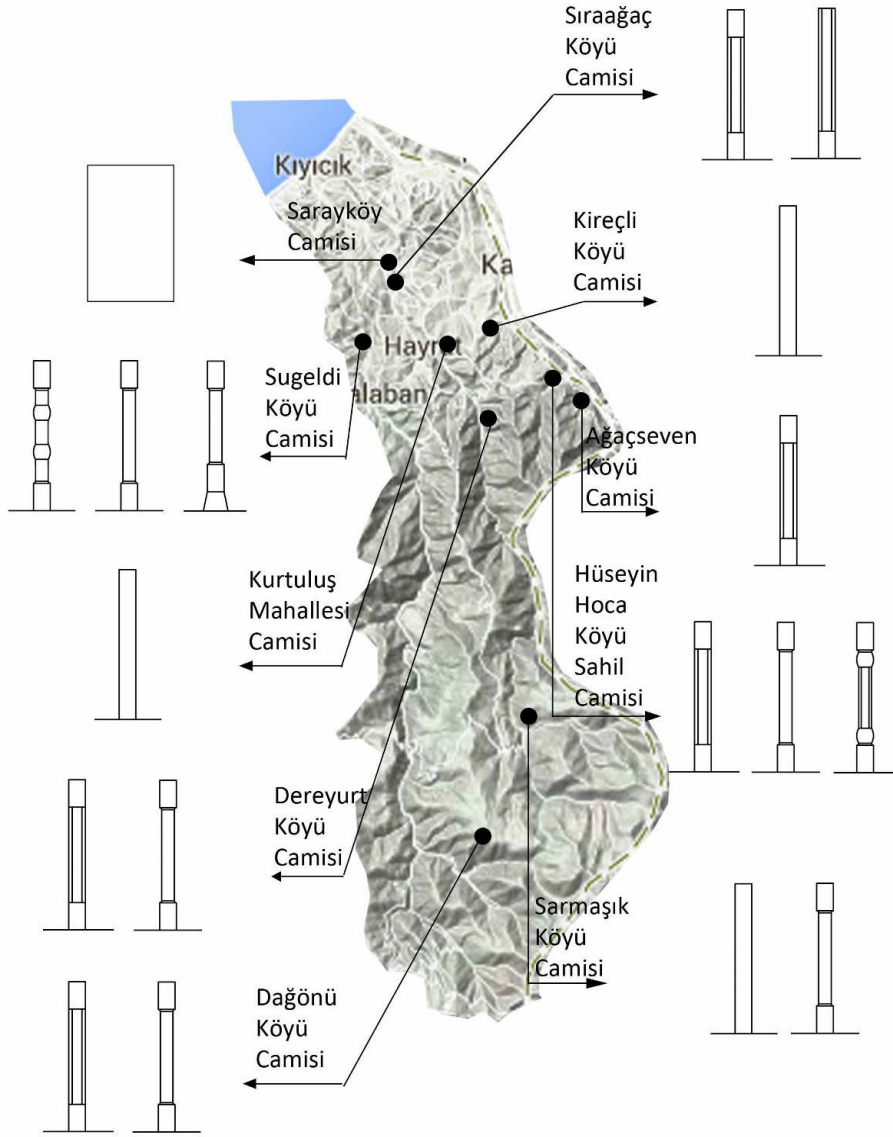 Sıraağaç
Köyü
Camisi
Kıyıcık
Sarayköy
Camisi
Kireçli
Köyü
Camisi
Ka
Hayrat
alaban
Sugeldi
Köyü
Camisi
Ağaçseven
Köyü
Camisi
Kurtuluş
Mahallesi
Camisi
Hüseyin
Hoca
Köyü
Sahil
Camisi
Dereyurt
Köyü
Camisi
Sarmaşık
Köyü
Camisi
Dağönü
Köyü
Camisi